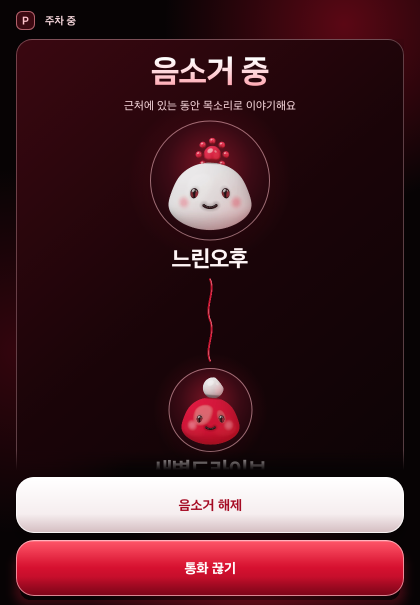 P 주차 중
음소거 중
근처에 있는 동안 목소리로 이야기해요
느린오후
음소거 해제
통화 끊기